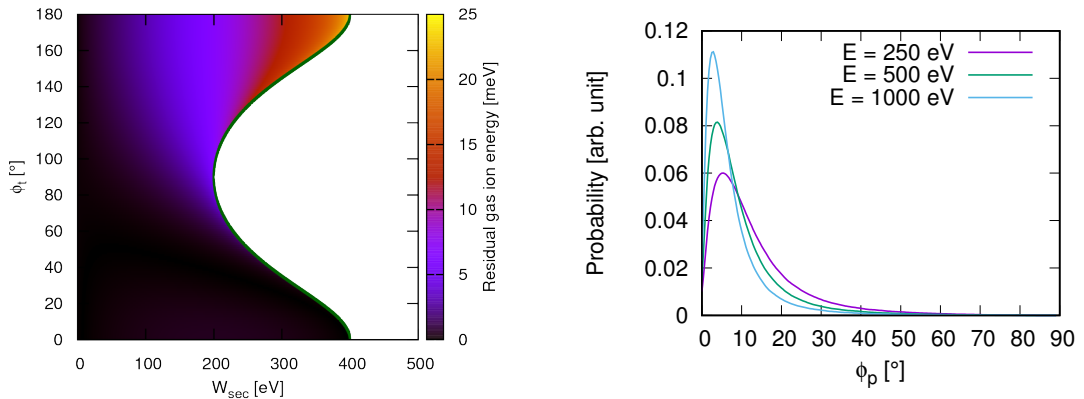 180
160
140
120
100
80
60
40
20
0
ϕt [°]
0 100 200 300 400 500
Wsec [eV]
25
20
15
10
5
0
Residual gas ion energy [meV]
0.12
0.1
0.08
0.06
0.04
0.02
0
Probability [arb. unit]
E = 250 eV
E = 500 eV
E = 1000 eV
0 10 20 30 40 50 60 70 80 90
ϕp [°]